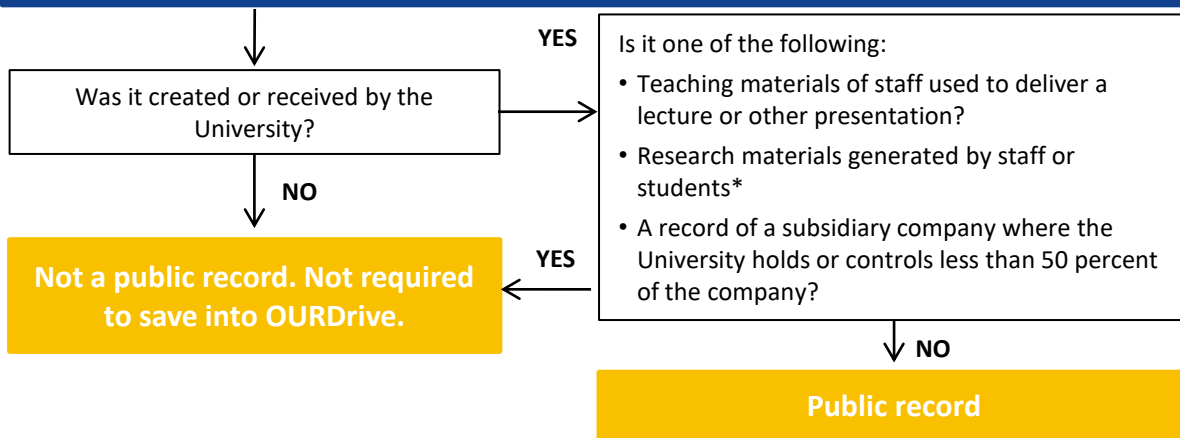 YES
Was it created or received by the
University?
NO
Is it one of the following:
• Teaching materials of staff used to deliver a
lecture or other presentation?
• Research materials generated by staff or
students*
• A record of a subsidiary company where the
University holds or controls less than 50 percent
of the company?
YES
Not a public record. Not required
to save into OURDrive.
NO
Public record